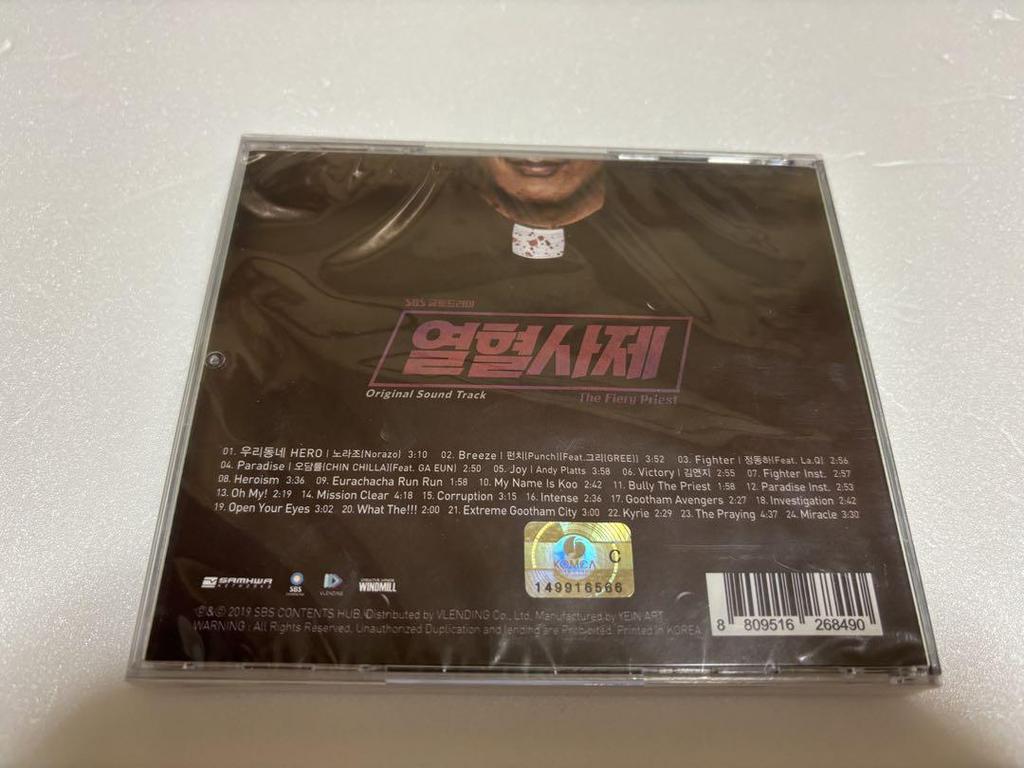 SBS 금토드라마
열혈사제
Original Sound Track The Fiery Priest
01. 우리동네 HERO | 노라조(Norazo) 3:10 02. Breeze | 펀치(Punch)(Feat.그리(GREE)) 3:52 03. Fighter | 정동하(Feat. La.Q) 2:56
04. Paradise | 오담률(CHIN CHILLA)(Feat. GA EUN) 2:50 05. Joy | Andy Platts 3:58 06. Victory | 김연지 2:55 07. Fighter Inst. 2:57
08. Heroism 3:36 09. Eurachacha Run Run 1:58 10. My Name Is Koo 2:42 11. Bully The Priest 1:58 12. Paradise Inst. 2:53
13. Oh My! 2:19 14. Mission Clear 4:18 15. Corruption 3:15 16. Intense 2:36 17. Gootham Avengers 2:27 18. Investigation 2:42
19. Open Your Eyes 3:02 20. What The!!! 2:00 21. Extreme Gootham City 3:00 22. Kyrie 2:29 23. The Praying 4:37 24. Miracle 3:30
KOMCA C
149916566
SAMHWA NETWORKS SBS VLENDING WINDMILL
℗&© 2019 SBS CONTENTS HUB. Distributed by VLENDING Co., Ltd, Manufactured by YEIN ART
WARNING : All Rights Reserved, Unauthorized Duplication and lending are Prohibited. Printed in KOREA
8 809516 268490